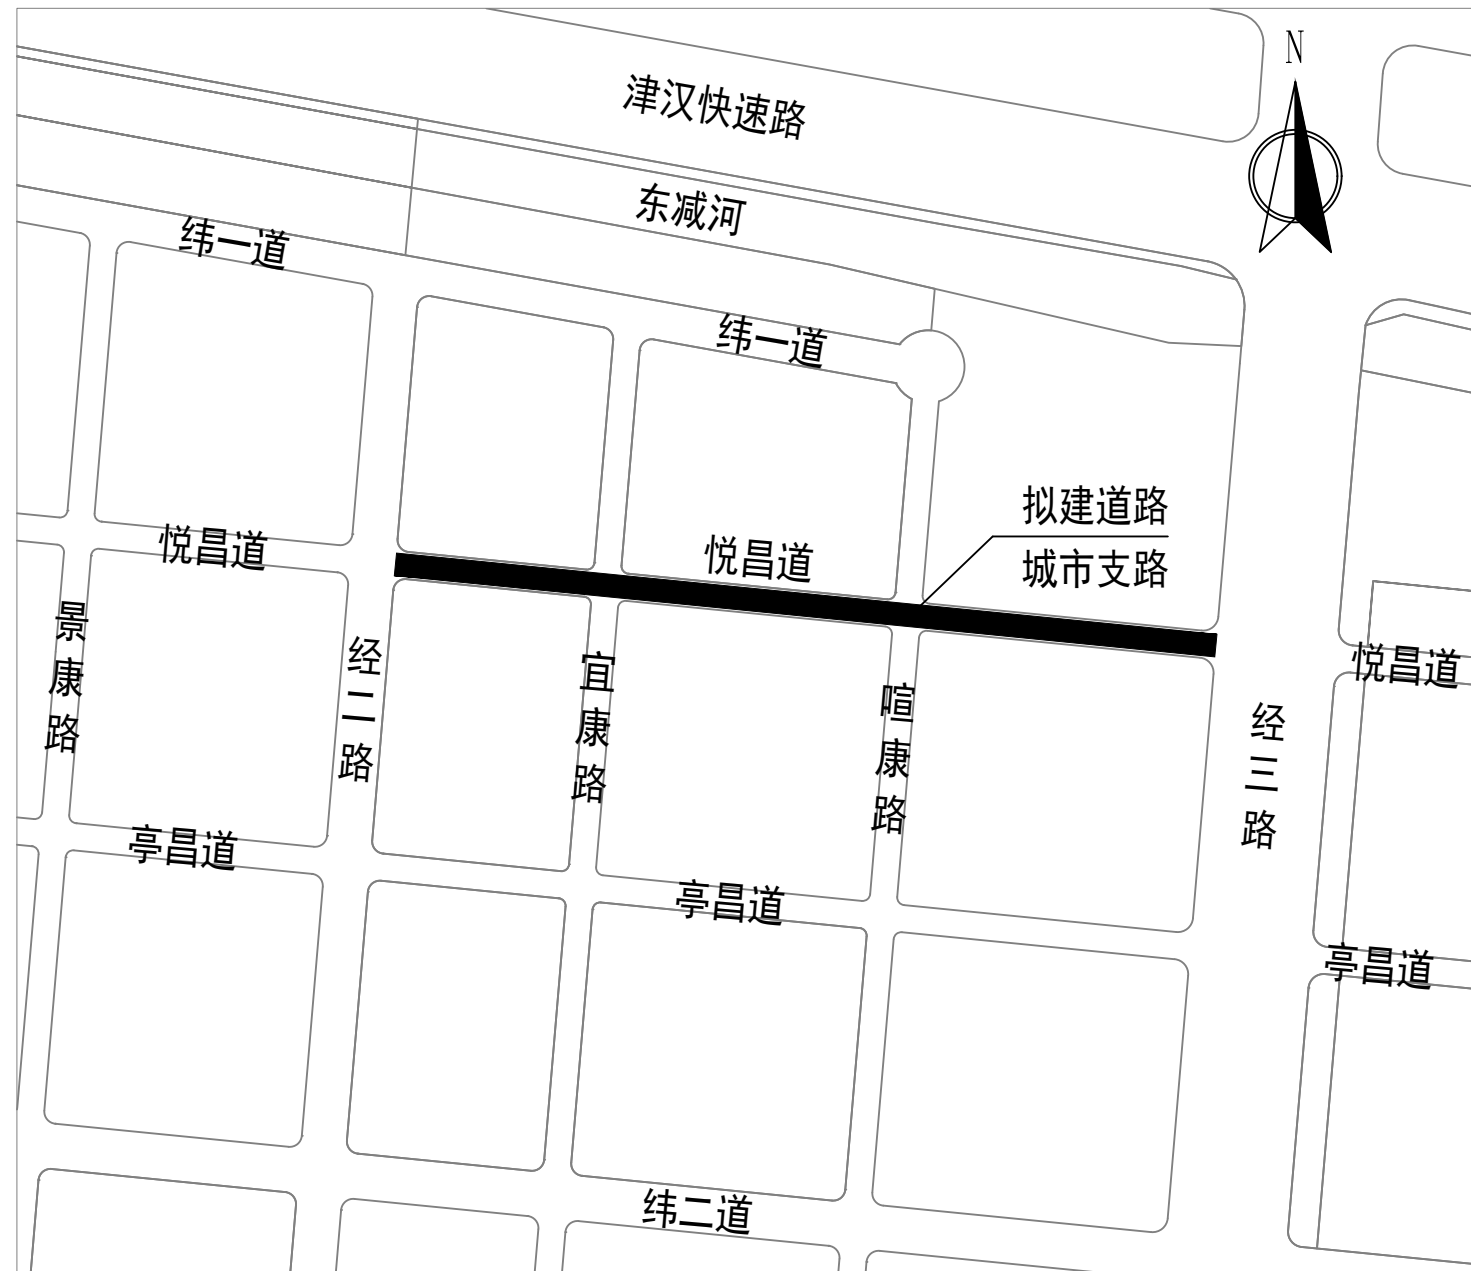 N
津汉快速路
东减河
纬一道
纬一道
拟建道路
城市支路
悦昌道
悦昌道
悦昌道
景康路
经二路
宜康路
喧康路
经三路
亭昌道
亭昌道
亭昌道
纬二道